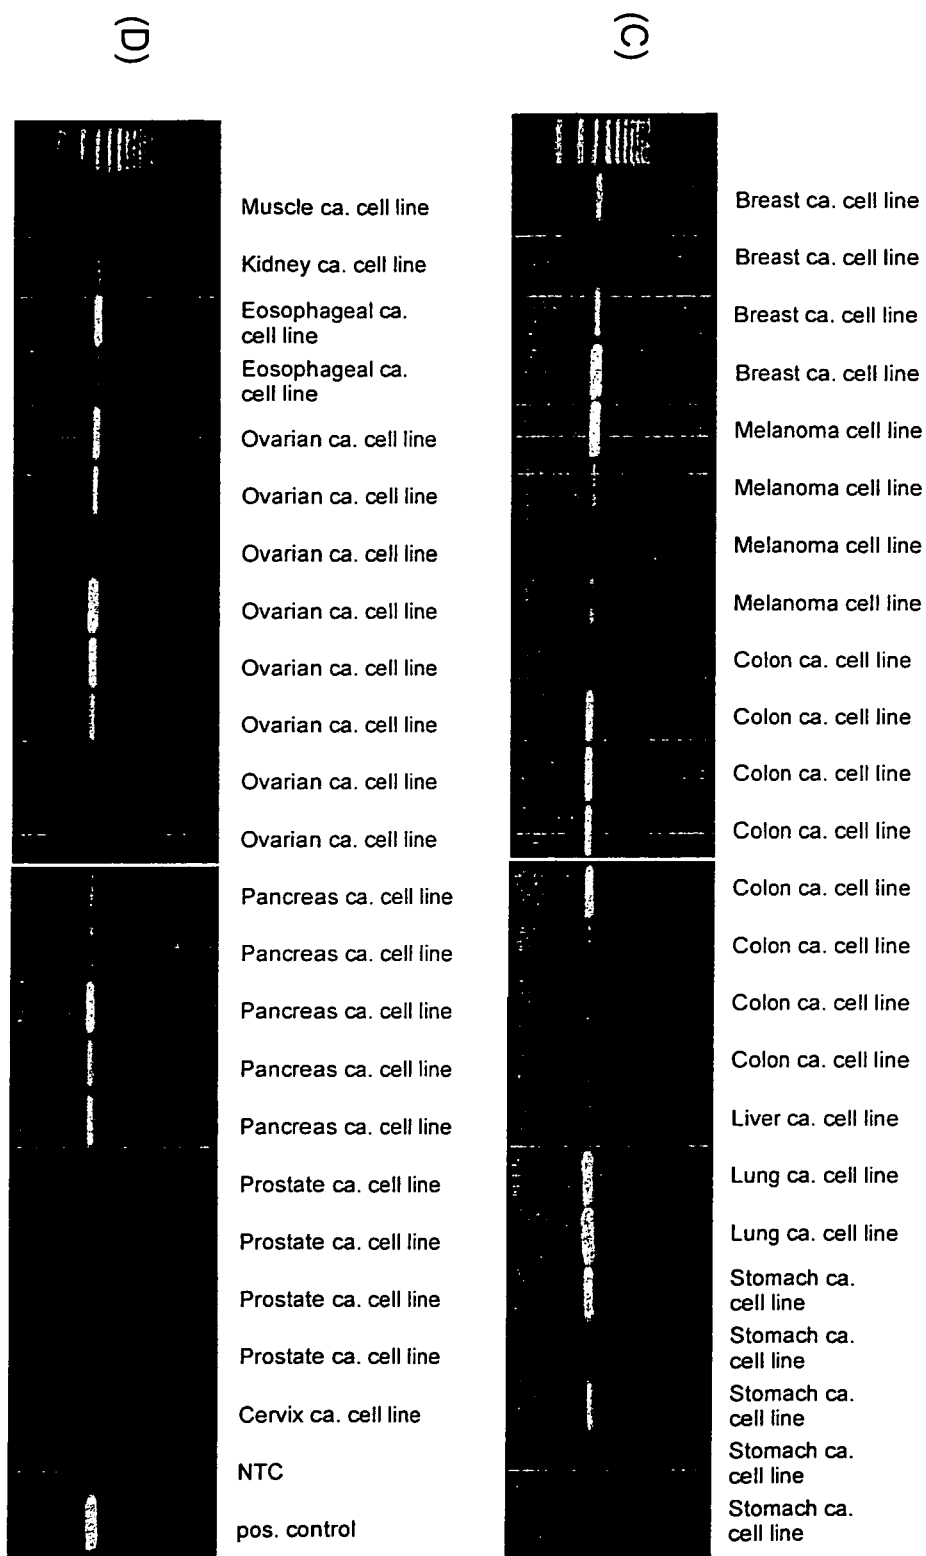 (D)
Muscle ca. cell line
Kidney ca. cell line
Eosophageal ca.
cell line
Eosophageal ca.
cell line
Ovarian ca. cell line
Ovarian ca. cell line
Ovarian ca. cell line
Ovarian ca. cell line
Ovarian ca. cell line
Ovarian ca. cell line
Ovarian ca. cell line
Ovarian ca. cell line
Pancreas ca. cell line
Pancreas ca. cell line
Pancreas ca. cell line
Pancreas ca. cell line
Pancreas ca. cell line
Prostate ca. cell line
Prostate ca. cell line
Prostate ca. cell line
Prostate ca. cell line
Cervix ca. cell line
NTC
pos. control
(C)
Breast ca. cell line
Breast ca. cell line
Breast ca. cell line
Breast ca. cell line
Melanoma cell line
Melanoma cell line
Melanoma cell line
Melanoma cell line
Colon ca. cell line
Colon ca. cell line
Colon ca. cell line
Colon ca. cell line
Colon ca. cell line
Colon ca. cell line
Colon ca. cell line
Colon ca. cell line
Liver ca. cell line
Lung ca. cell line
Lung ca. cell line
Stomach ca.
cell line
Stomach ca.
cell line
Stomach ca.
cell line
Stomach ca.
cell line
Stomach ca.
cell line